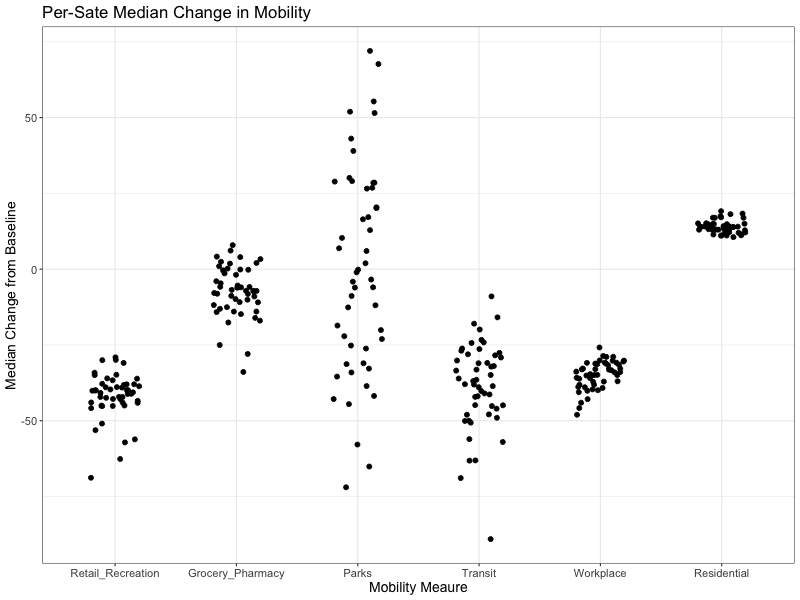 Per-Sate Median Change in Mobility
Median Change from Baseline
50
0
-50
Retail_Recreation Grocery_Pharmacy Parks Transit Workplace Residential
Mobility Meaure